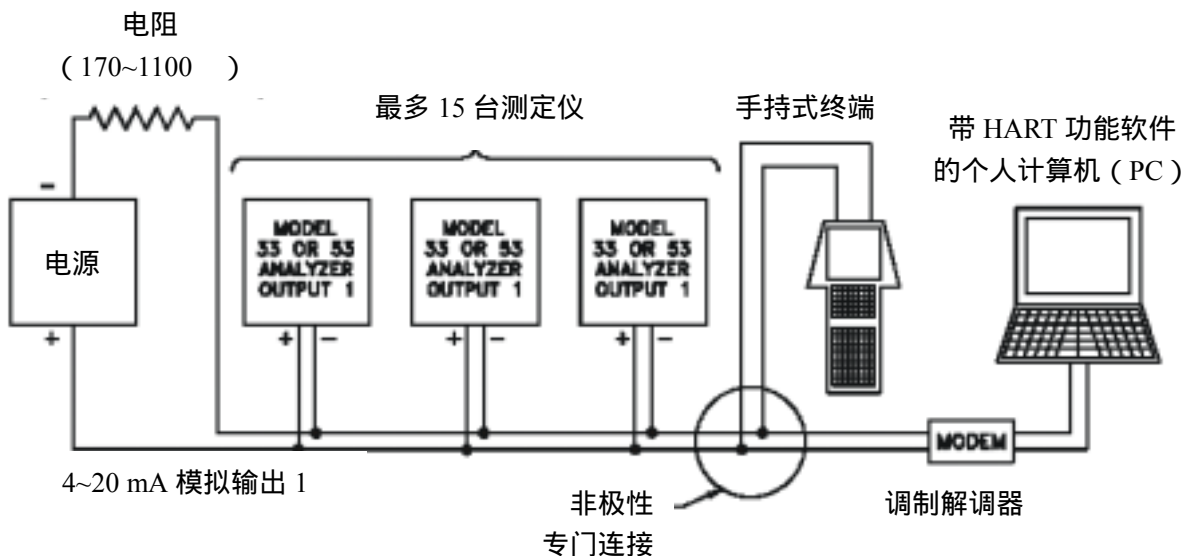 电阻
（170~1100 ）
最多 15 台测定仪
手持式终端
带 HART 功能软件
的个人计算机（PC）
-
电源
+
MODEL
33 OR 53
ANALYZER
OUTPUT 1
+ -
MODEL
33 OR 53
ANALYZER
OUTPUT 1
+ -
MODEL
33 OR 53
ANALYZER
OUTPUT 1
+ -
MODEM
4~20 mA 模拟输出 1
非极性
专门连接
调制解调器